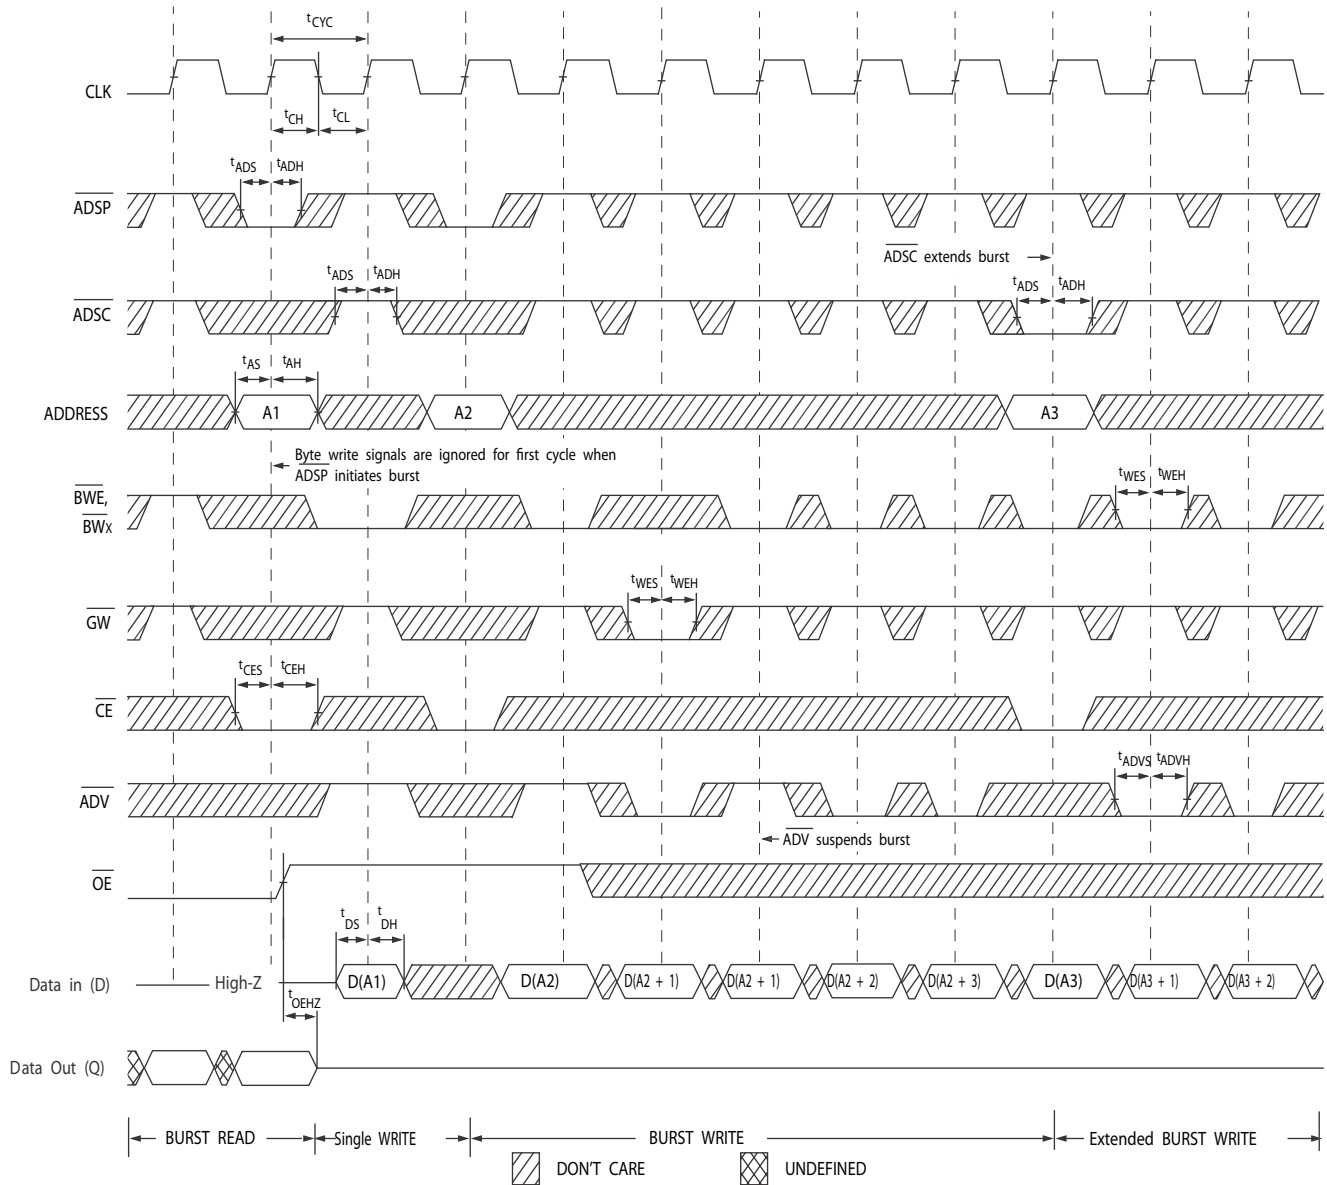 tCYC
CLK
tCH
tCL
tADS
tADH
ADSP
ADSC extends burst
tADS
tADH
tADS
tADH
ADSC
tAS
tAH
ADDRESS
A1
A2
A3
Byte write signals are ignored for first cycle when
ADSP initiates burst
BWE,
BWx
tWES
tWEH
tWES
tWEH
GW
tCES
tCEH
CE
tADVS
tADVH
ADV
ADV suspends burst
OE
tDS
tDH
Data in (D)
High-Z
D(A1)
D(A2)
D(A2 + 1)
D(A2 + 1)
D(A2 + 2)
D(A2 + 3)
D(A3)
D(A3 + 1)
D(A3 + 2)
tOEHZ
Data Out (Q)
BURST READ
Single WRITE
BURST WRITE
Extended BURST WRITE
DON'T CARE
UNDEFINED